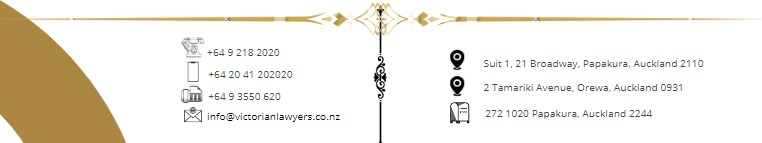 +64 9 218 2020
+64 20 41 202020
+64 9 3550 620
info@victorianlawyers.co.nz
Suit 1, 21 Broadway, Papakura, Auckland 2110
2 Tamariki Avenue, Orewa, Auckland 0931
272 1020 Papakura, Auckland 2244